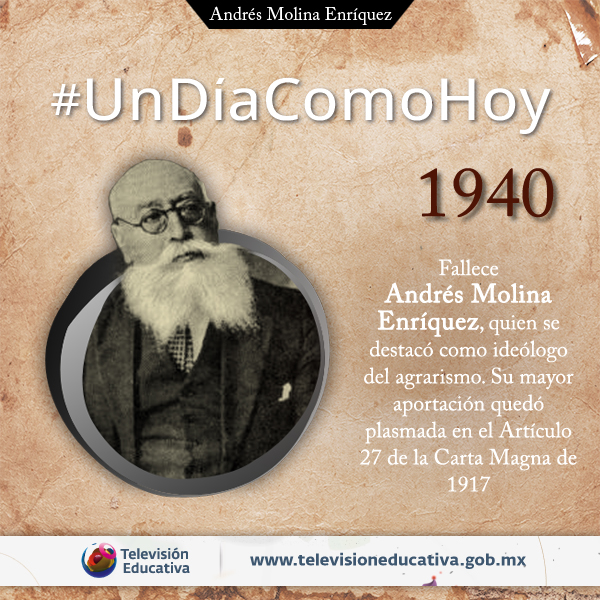 Andrés Molina Enríquez
#UnDíaComoHoy
1940
Fallece
Andrés Molina
Enríquez, quien se
destacó como ideólogo
del agrarismo. Su mayor
aportación quedó
plasmada en el Artículo
27 de la Carta Magna de
1917
Televisión
Educativa
www.televisioneducativa.gob.mx